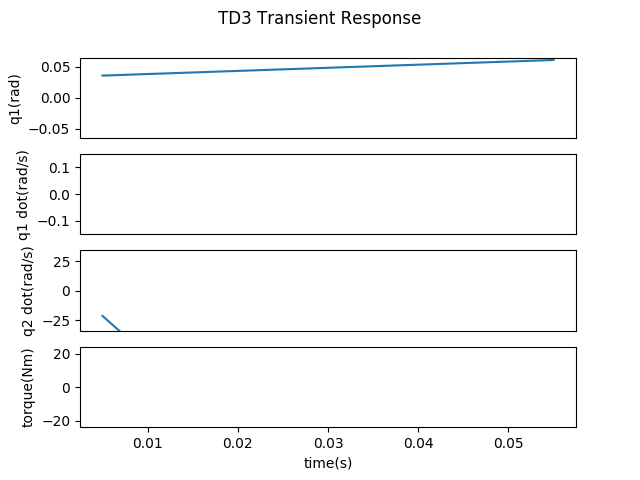 TD3 Transient Response
q1(rad)
0.05
0.00
−0.05
q1 dot(rad/s)
0.1
0.0
−0.1
q2 dot(rad/s)
25
0
−25
torque(Nm)
20
0
−20
0.01 0.02 0.03 0.04 0.05
time(s)